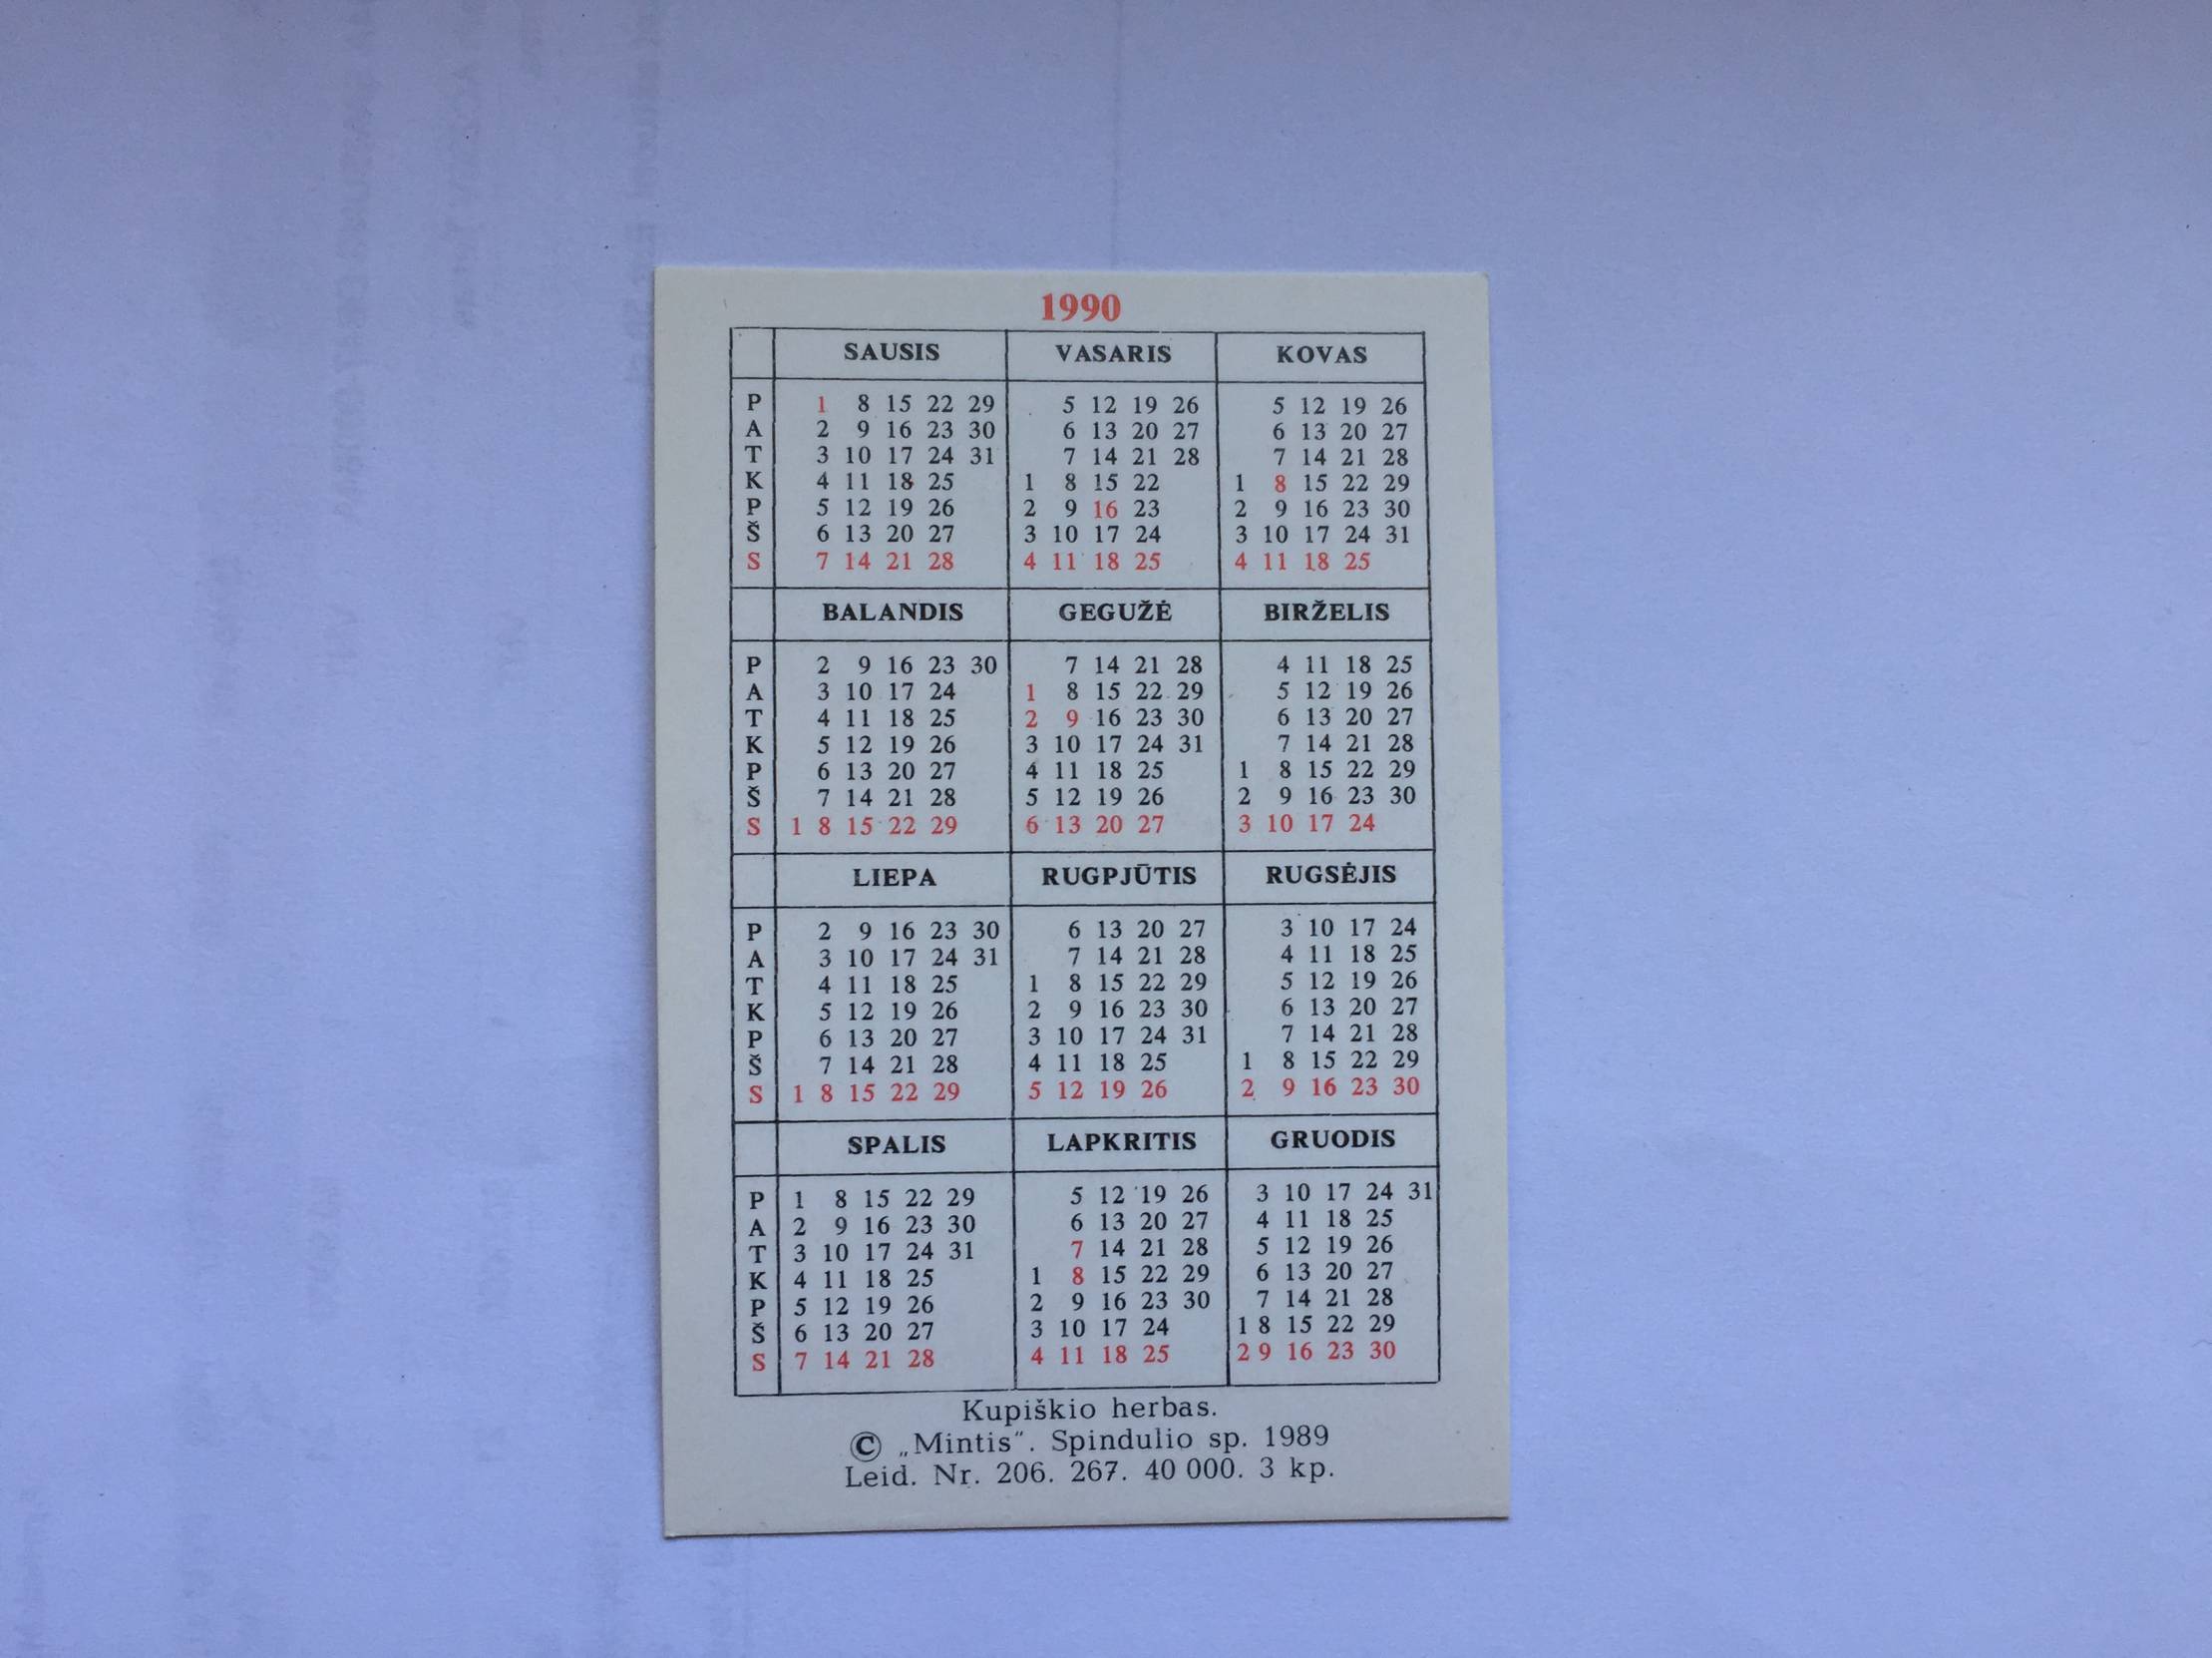 1990
SAUSIS VASARIS KOVAS
P 1 8 15 22 29 5 12 19 26 5 12 19 26
A 2 9 16 23 30 6 13 20 27 6 13 20 27
T 3 10 17 24 31 7 14 21 28 7 14 21 28
K 4 11 18 25 1 8 15 22 1 8 15 22 29
P 5 12 19 26 2 9 16 23 2 9 16 23 30
Š 6 13 20 27 3 10 17 24 3 10 17 24 31
S 7 14 21 28 4 11 18 25 4 11 18 25
BALANDIS GEGUŽĖ BIRŽELIS
P 2 9 16 23 30 7 14 21 28 4 11 18 25
A 3 10 17 24 1 8 15 22 29 5 12 19 26
T 4 11 18 25 2 9 16 23 30 6 13 20 27
K 5 12 19 26 3 10 17 24 31 7 14 21 28
P 6 13 20 27 4 11 18 25 1 8 15 22 29
Š 7 14 21 28 5 12 19 26 2 9 16 23 30
S 1 8 15 22 29 6 13 20 27 3 10 17 24
LIEPA RUGPJŪTIS RUGSĖJIS
P 2 9 16 23 30 6 13 20 27 3 10 17 24
A 3 10 17 24 31 7 14 21 28 4 11 18 25
T 4 11 18 25 1 8 15 22 29 5 12 19 26
K 5 12 19 26 2 9 16 23 30 6 13 20 27
P 6 13 20 27 3 10 17 24 31 7 14 21 28
Š 7 14 21 28 4 11 18 25 1 8 15 22 29
S 1 8 15 22 29 5 12 19 26 2 9 16 23 30
SPALIS LAPKRITIS GRUODIS
P 1 8 15 22 29 5 12 19 26 3 10 17 24 31
A 2 9 16 23 30 6 13 20 27 4 11 18 25
T 3 10 17 24 31 7 14 21 28 5 12 19 26
K 4 11 18 25 1 8 15 22 29 6 13 20 27
P 5 12 19 26 2 9 16 23 30 7 14 21 28
Š 6 13 20 27 3 10 17 24 1 8 15 22 29
S 7 14 21 28 4 11 18 25 2 9 16 23 30
Kupiškio herbas.
© „Mintis“. Spindulio sp. 1989
Leid. Nr. 206. 267. 40 000. 3 kp.